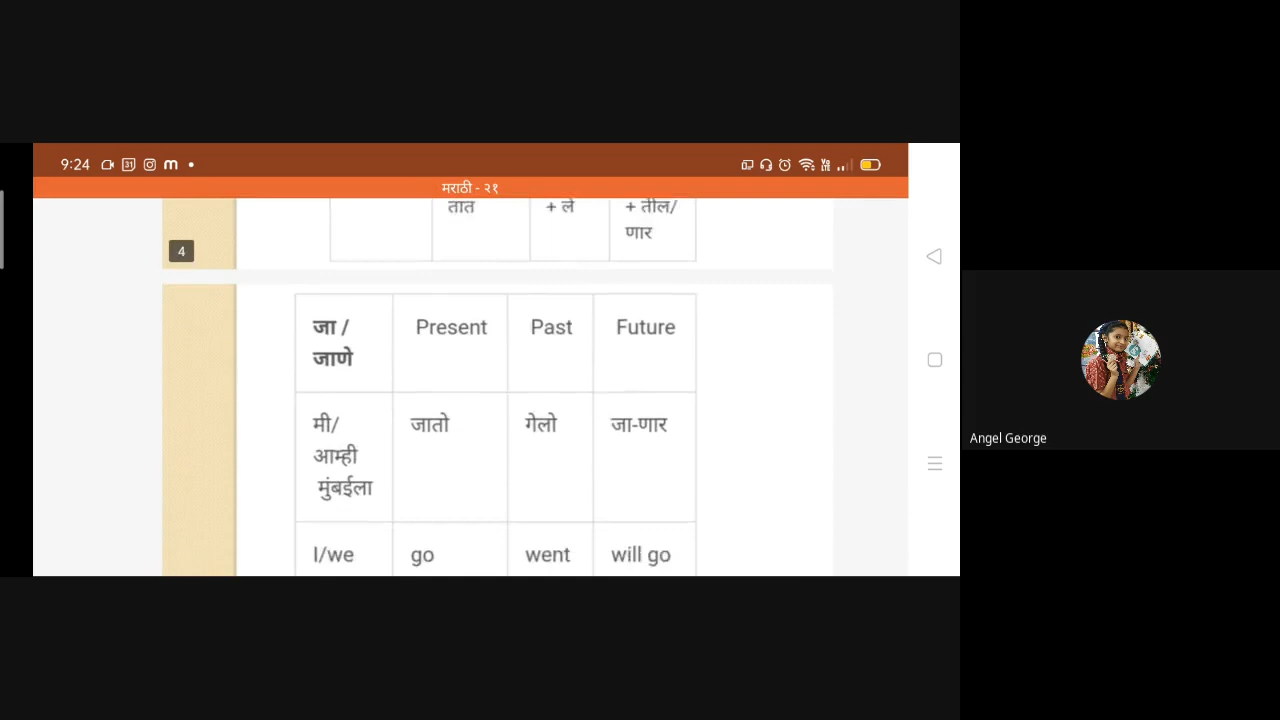 9:24
मराठी - २१
तात + ले + तील/
णार
4
जा / Present Past Future
जाणे
मी/ जातो गेलो जा-णार
आम्ही
मुंबईला
I/we go went will go
Angel George